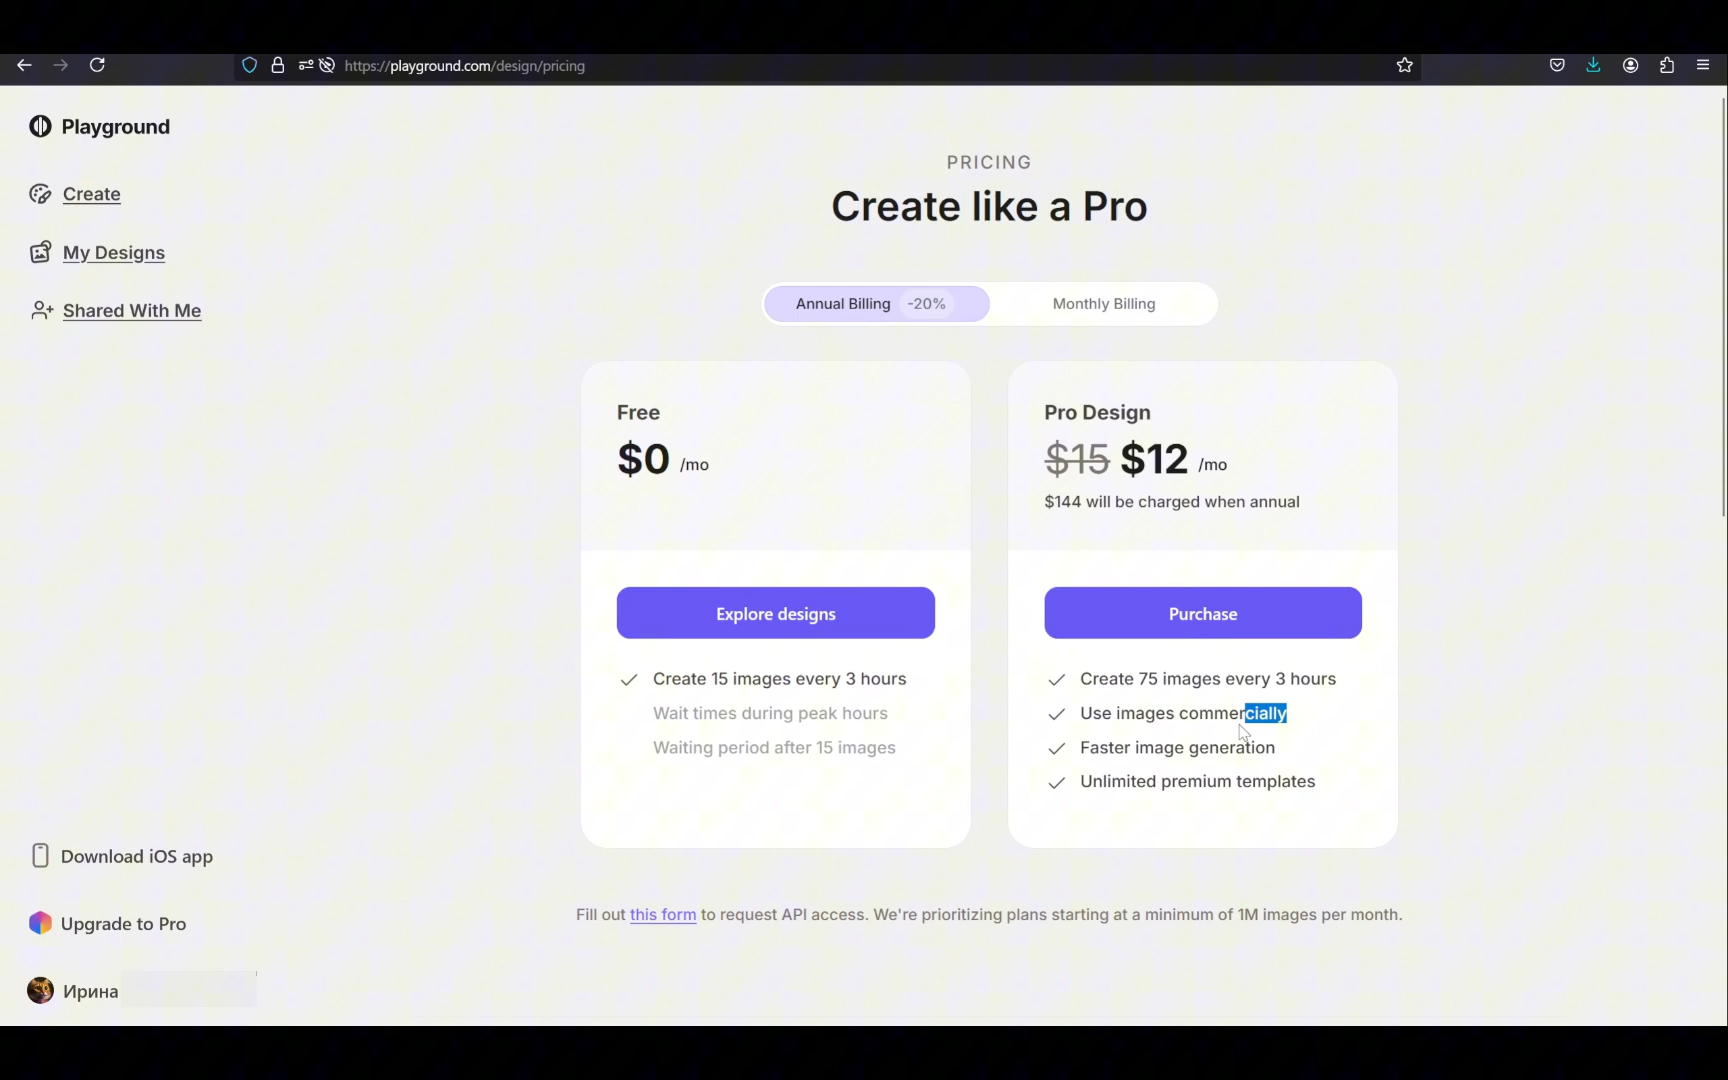 https://playground.com/design/pricing
Playground
Create
My Designs
Shared With Me
PRICING
Create like a Pro
Annual Billing -20%
Monthly Billing
Free
$0 /mo
Explore designs
Create 15 images every 3 hours
Wait times during peak hours
Waiting period after 15 images
Pro Design
$15 $12 /mo
$144 will be charged when annual
Purchase
Create 75 images every 3 hours
Use images commercially
Faster image generation
Unlimited premium templates
Fill out this form to request API access. We're prioritizing plans starting at a minimum of 1M images per month.
Download iOS app
Upgrade to Pro
Ирина